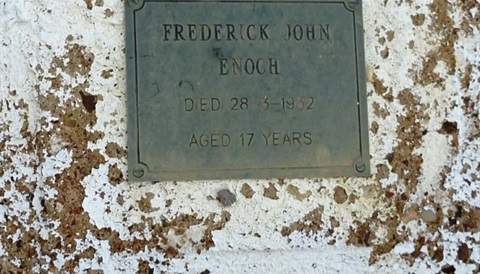 FREDERICK JOHN
ENOCH
DIED 28-3-1932
AGED 17 YEARS